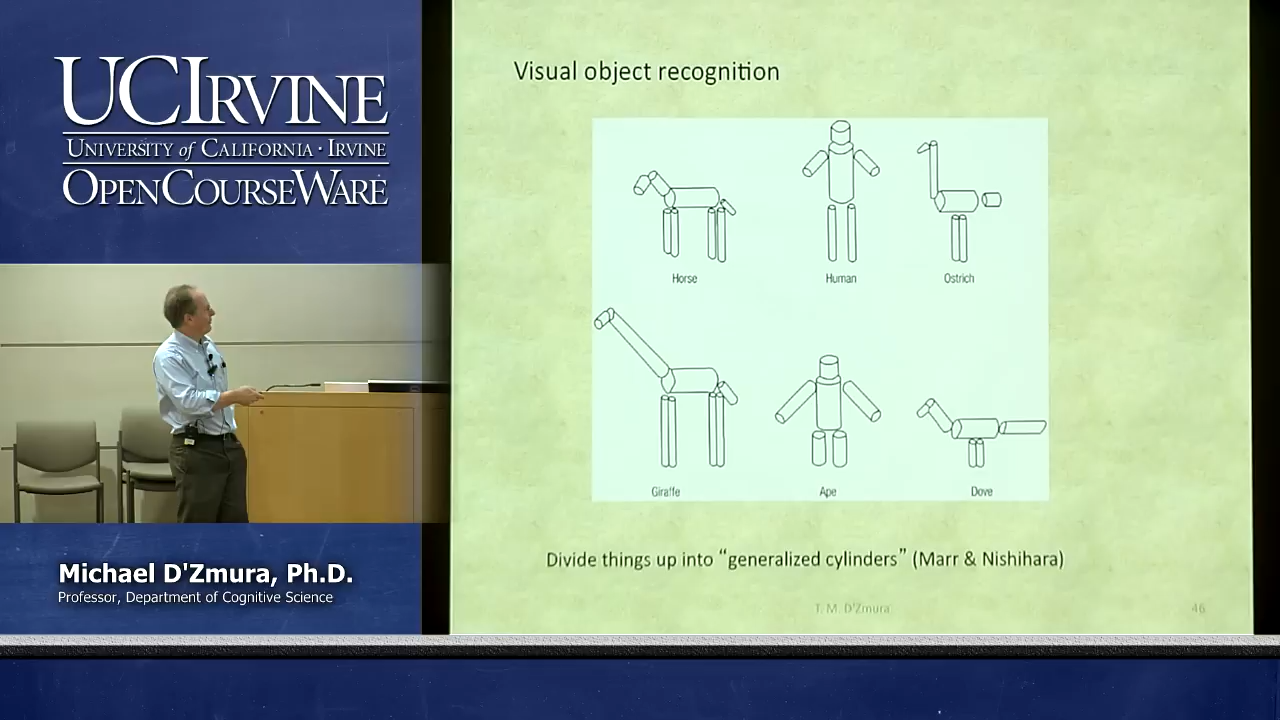 UCIRVINE
UNIVERSITY of CALIFORNIA · IRVINE
OPENCOURSEWARE
Michael D'Zmura, Ph.D.
Professor, Department of Cognitive Science
Visual object recognition
Horse
Human
Ostrich
Giraffe
Ape
Dove
Divide things up into “generalized cylinders” (Marr & Nishihara)
T. M. D'Zmura
46